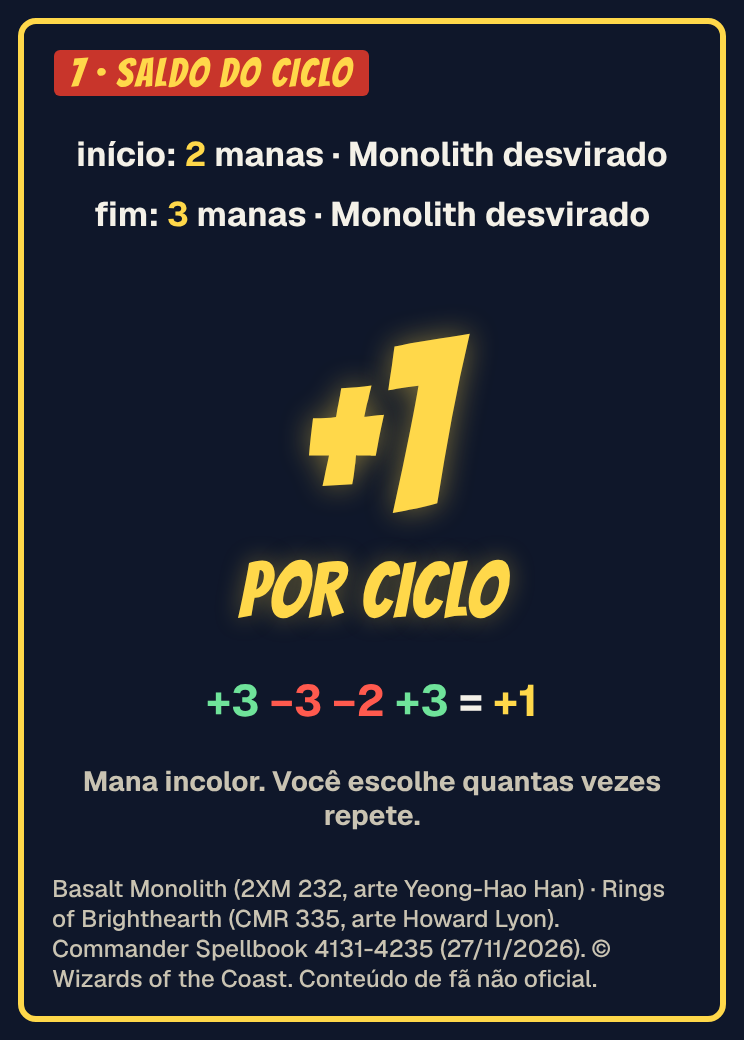 7 · SALDO DO CICLO
início: 2 manas · Monolith desvirado
fim: 3 manas · Monolith desvirado
+1
POR CICLO
+3 −3 −2 +3 = +1
Mana incolor. Você escolhe quantas vezes
repete.
Basalt Monolith (2XM 232, arte Yeong-Hao Han) · Rings
of Brighthearth (CMR 335, arte Howard Lyon).
Commander Spellbook 4131-4235 (27/11/2026). ©
Wizards of the Coast. Conteúdo de fã não oficial.